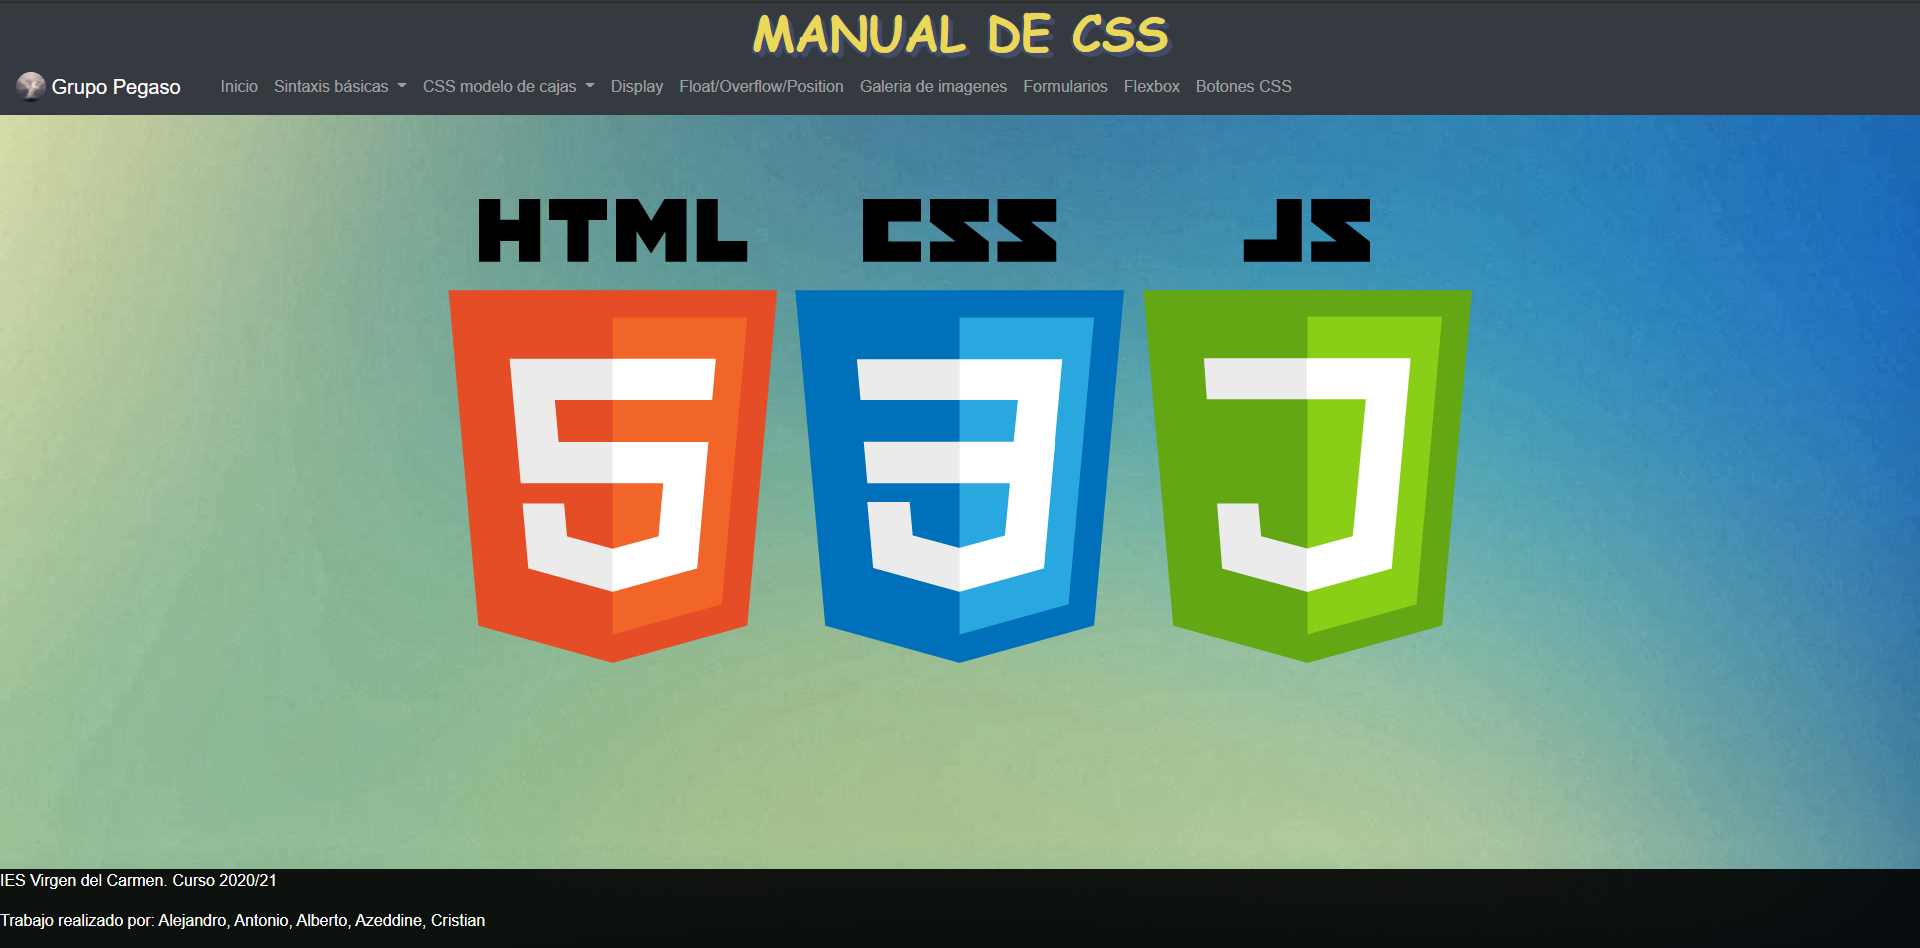 MANUAL DE CSS
Grupo Pegaso Inicio Sintaxis básicas CSS modelo de cajas Display Float/Overflow/Position Galeria de imagenes Formularios Flexbox Botones CSS
HTML CSS JS
5 3 J
IES Virgen del Carmen. Curso 2020/21
Trabajo realizado por: Alejandro, Antonio, Alberto, Azeddine, Cristian